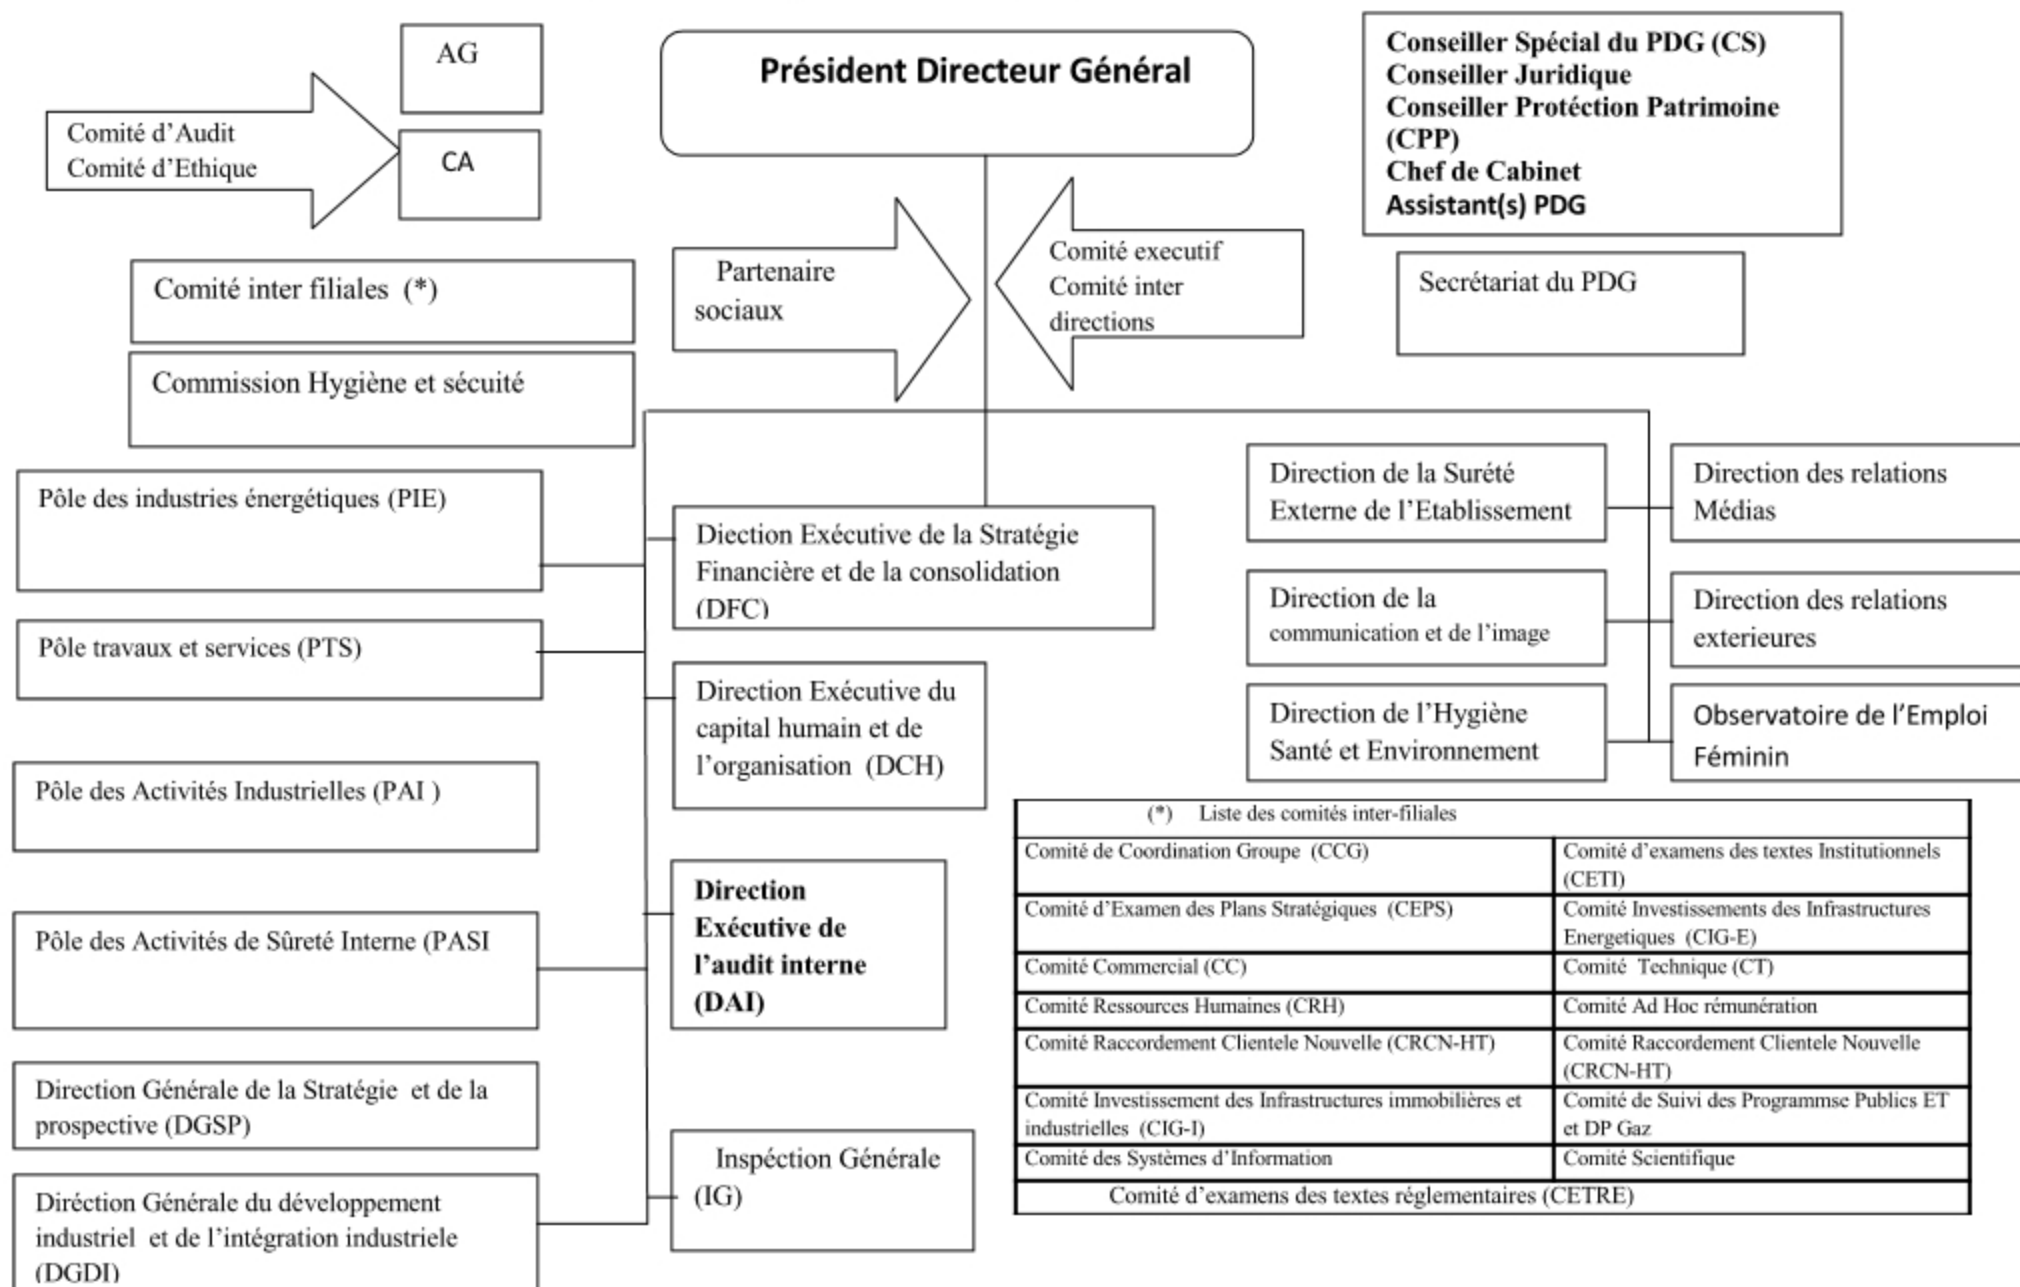 AG
Comité d’Audit
Comité d’Ethique
CA
Président Directeur Général
Conseiller Spécial du PDG (CS)
Conseiller Juridique
Conseiller Protéction Patrimoine
(CPP)
Chef de Cabinet
Assistant(s) PDG
Comité inter filiales (*)
Partenaire
sociaux
Comité executif
Comité inter
directions
Secrétariat du PDG
Commission Hygiène et sécuité
Pôle des industries énergétiques (PIE)
Pôle travaux et services (PTS)
Pôle des Activités Industrielles (PAI )
Pôle des Activités de Sûreté Interne (PASI
Direction Générale de la Stratégie et de la
prospective (DGSP)
Diréction Générale du développement
industriel et de l’intégration industriele
(DGDI)
Diection Exécutive de la Stratégie
Financière et de la consolidation
(DFC)
Direction Exécutive du
capital humain et de
l’organisation (DCH)
Direction
Exécutive de
l’audit interne
(DAI)
Inspéction Générale
(IG)
Direction de la Surété
Externe de l’Etablissement
Direction des relations
Médias
Direction de la
communication et de l’image
Direction des relations
exterieures
Direction de l’Hygiène
Santé et Environnement
Observatoire de l’Emploi
Féminin
(*) Liste des comités inter-filiales
Comité de Coordination Groupe (CCG)
Comité d’examens des textes Institutionnels
(CETI)
Comité d’Examen des Plans Stratégiques (CEPS)
Comité Investissements des Infrastructures
Energetiques (CIG-E)
Comité Commercial (CC)
Comité Technique (CT)
Comité Ressources Humaines (CRH)
Comité Ad Hoc rémunération
Comité Raccordement Clientele Nouvelle (CRCN-HT)
Comité Raccordement Clientele Nouvelle
(CRCN-HT)
Comité Investissement des Infrastructures immobilières et
industrielles (CIG-I)
Comité de Suivi des Programmse Publics ET
et DP Gaz
Comité des Systèmes d’Information
Comité Scientifique
Comité d’examens des textes réglementaires (CETRE)